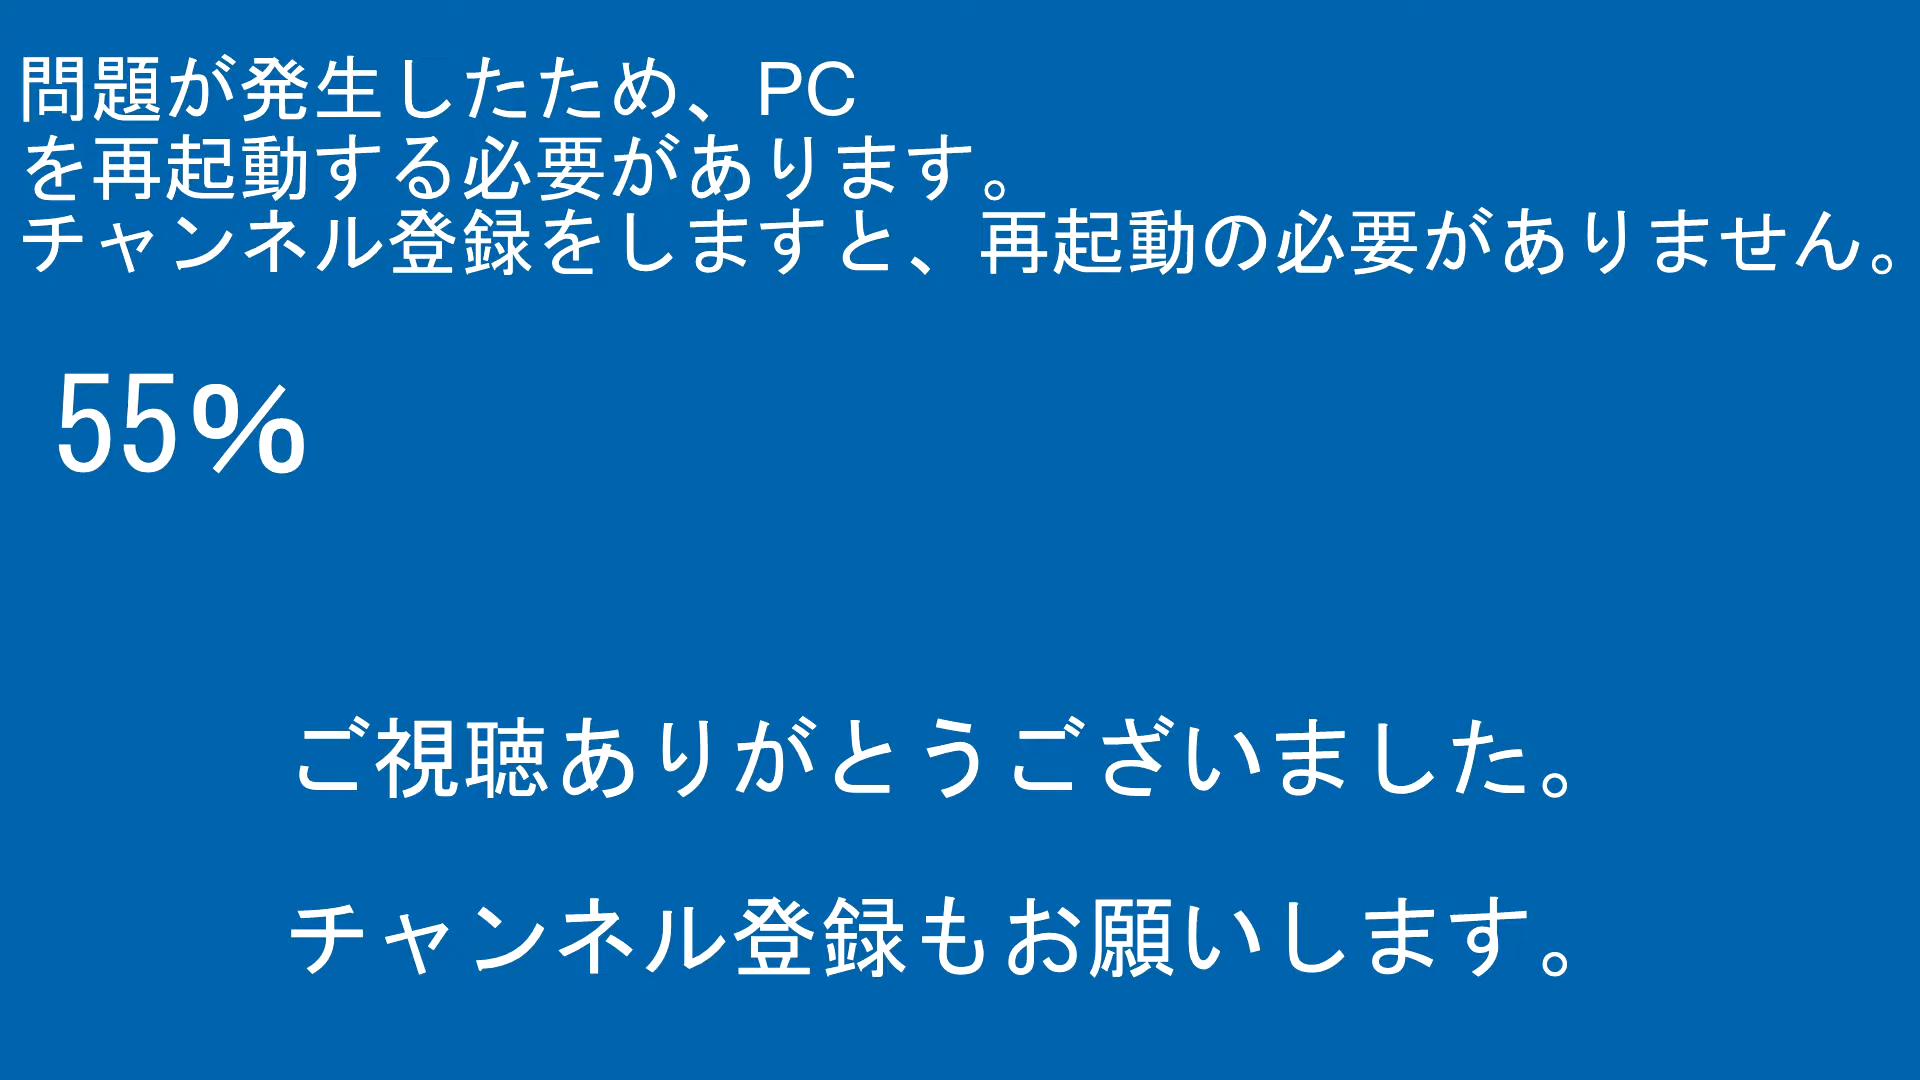 問題が発生したため、PC
を再起動する必要があります。
チャンネル登録をしますと、再起動の必要がありません。
55%
ご視聴ありがとうございました。
チャンネル登録もお願いします。